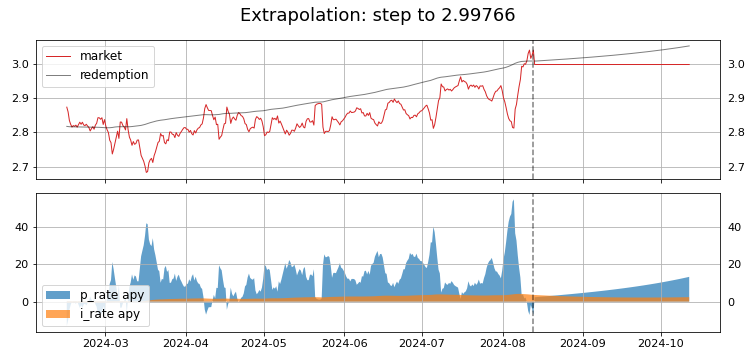 Extrapolation: step to 2.99766
market
redemption
3.0 3.0
2.9 2.9
2.8 2.8
2.7 2.7
40 40
20 20
0 0
p_rate apy
i_rate apy
2024-03 2024-04 2024-05 2024-06 2024-07 2024-08 2024-09 2024-10